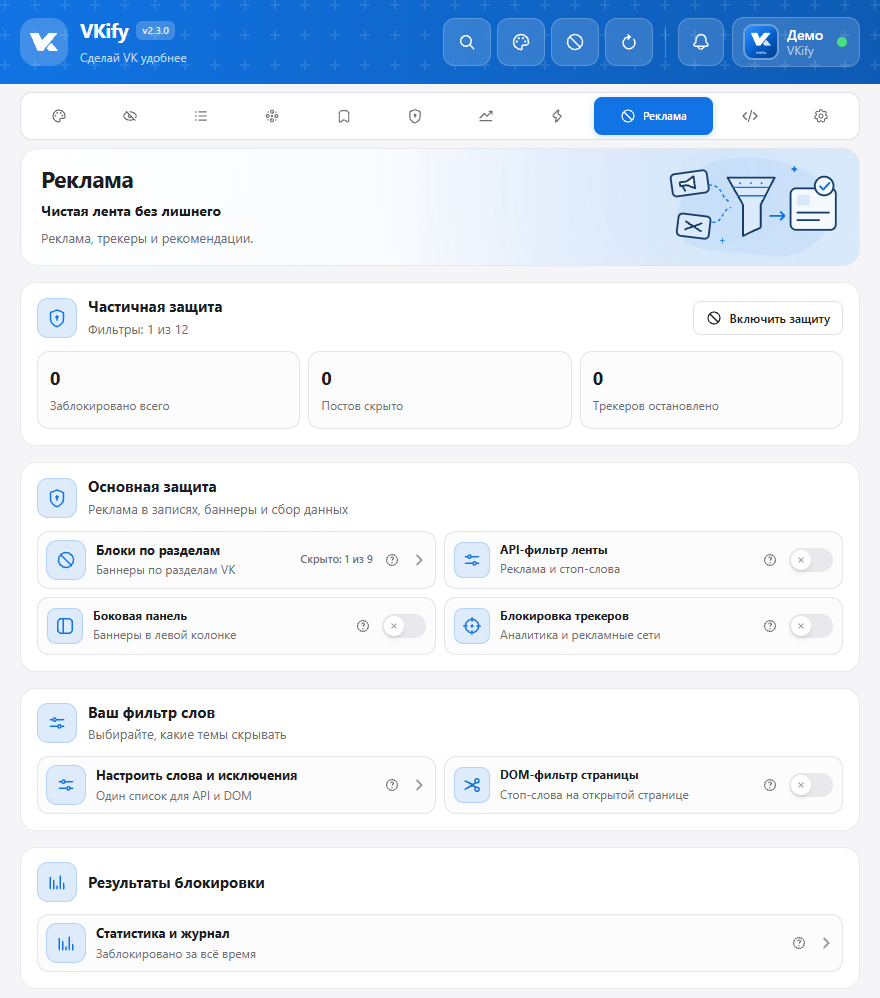 VKify v2.3.0
Сделай VK удобнее
Демо
VKify
Реклама
Реклама
Чистая лента без лишнего
Реклама, трекеры и рекомендации.
Частичная защита
Фильтры: 1 из 12
Включить защиту
0
Заблокировано всего
0
Постов скрыто
0
Трекеров остановлено
Основная защита
Реклама в записях, баннеры и сбор данных
Блоки по разделам
Баннеры по разделам VK
Скрыто: 1 из 9
API-фильтр ленты
Реклама и стоп-слова
Боковая панель
Баннеры в левой колонке
Блокировка трекеров
Аналитика и рекламные сети
Ваш фильтр слов
Выбирайте, какие темы скрывать
Настроить слова и исключения
Один список для API и DOM
DOM-фильтр страницы
Стоп-слова на открытой странице
Результаты блокировки
Статистика и журнал
Заблокировано за всё время